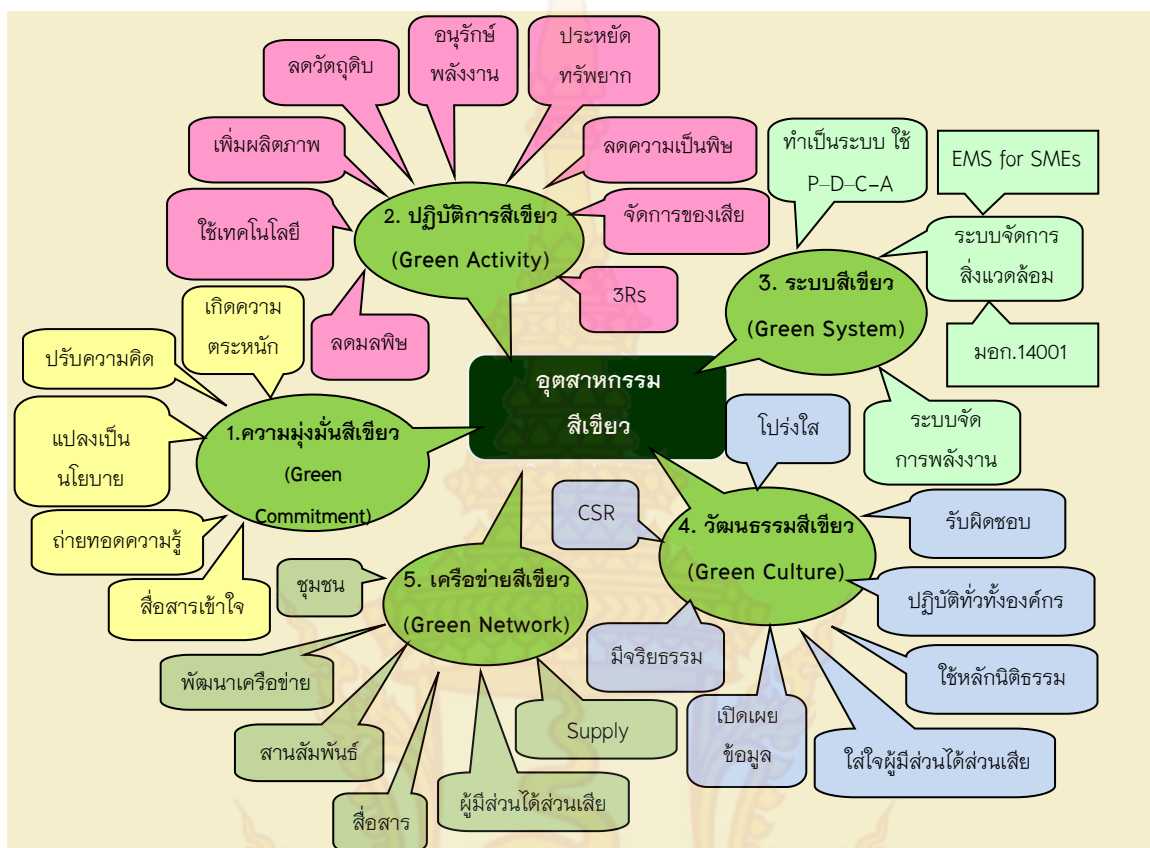 อุตสาหกรรม
สีเขียว
1.ความมุ่งมั่นสีเขียว
(Green
Commitment)
เกิดความ
ตระหนัก
ปรับความคิด
แปลงเป็น
นโยบาย
ถ่ายทอดความรู้
สื่อสารเข้าใจ
2. ปฏิบัติการสีเขียว
(Green Activity)
ลดมลพิษ
ใช้เทคโนโลยี
เพิ่มผลิตภาพ
ลดวัตถุดิบ
อนุรักษ์
พลังงาน
ประหยัด
ทรัพยาก
ลดความเป็นพิษ
จัดการของเสีย
3Rs
3. ระบบสีเขียว
(Green System)
ทำเป็นระบบ ใช้
P–D–C–A
EMS for SMEs
ระบบจัดการ
สิ่งแวดล้อม
มอก.14001
ระบบจัด
การพลังงาน
4. วัฒนธรรมสีเขียว
(Green Culture)
โปร่งใส
CSR
รับผิดชอบ
ปฏิบัติทั่วทั้งองค์กร
ใช้หลักนิติธรรม
ใส่ใจผู้มีส่วนได้ส่วนเสีย
เปิดเผย
ข้อมูล
มีจริยธรรม
5. เครือข่ายสีเขียว
(Green Network)
ชุมชน
พัฒนาเครือข่าย
สานสัมพันธ์
สื่อสาร
ผู้มีส่วนได้ส่วนเสีย
Supply